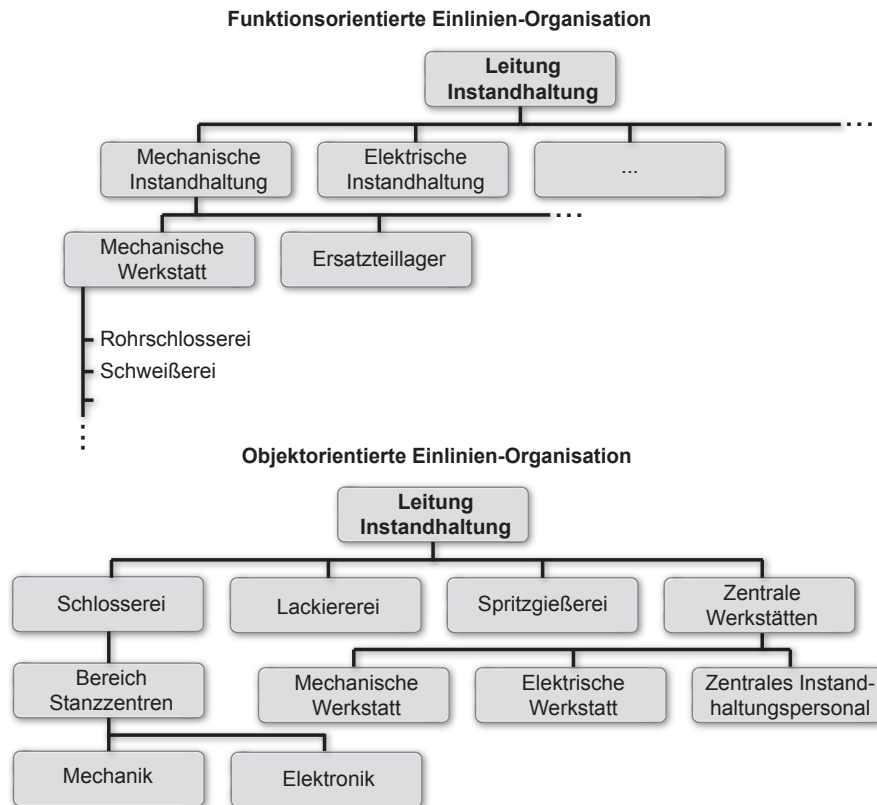 Funktionsorientierte Einlinien-Organisation
Leitung
Instandhaltung
Mechanische
Instandhaltung
Elektrische
Instandhaltung
...
...
Mechanische
Werkstatt
Ersatzteillager
...
Rohrschlosserei
Schweißerei
Objektorientierte Einlinien-Organisation
Leitung
Instandhaltung
Schlosserei
Lackiererei
Spritzgießerei
Zentrale
Werkstätten
Bereich
Stanzzentren
Mechanische
Werkstatt
Elektrische
Werkstatt
Zentrales Instand-
haltungspersonal
Mechanik
Elektronik